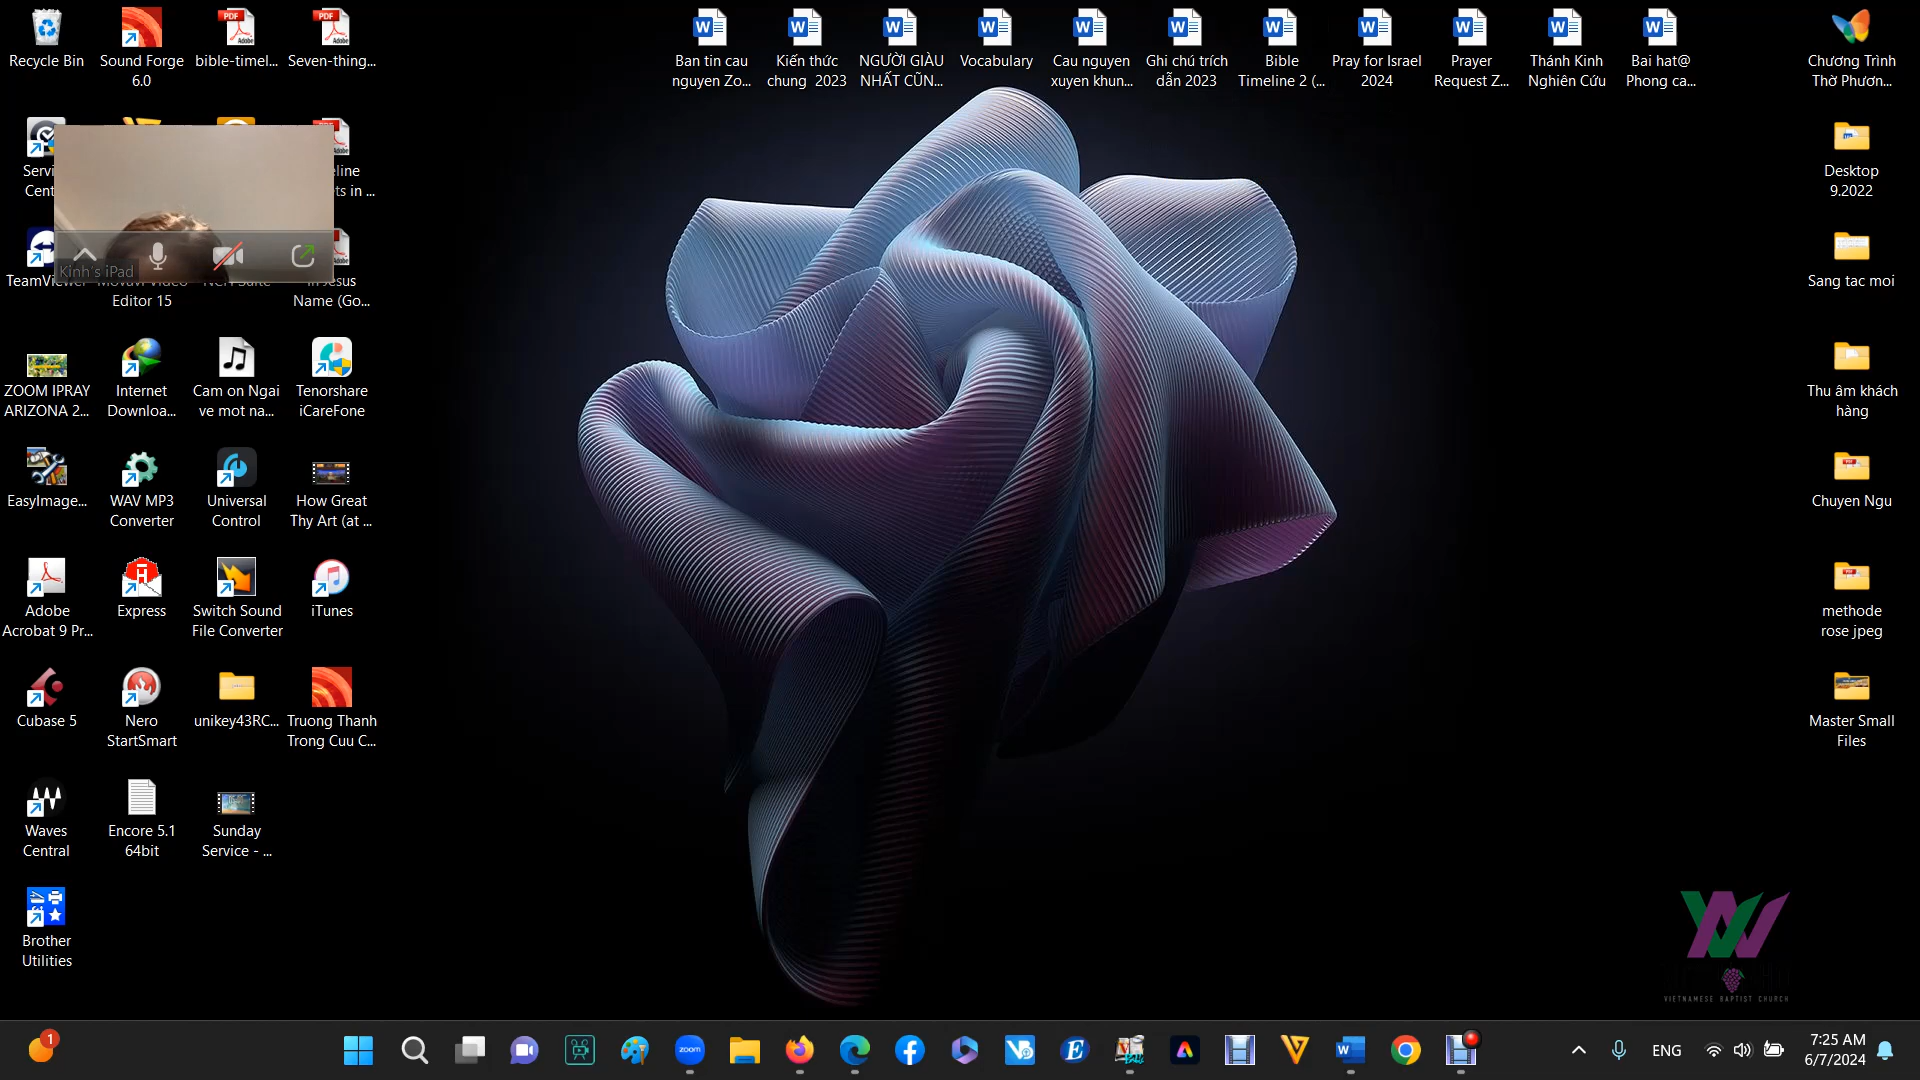 Recycle Bin
Sound Forge
6.0
bible-timel...
Seven-thing...
Ban tin cau
nguyen Zo...
Kiến thức
chung 2023
NGƯỜI GIÀU
NHẤT CŨN...
Vocabulary
Cau nguyen
xuyen khun...
Ghi chú trích
dẫn 2023
Bible
Timeline 2 (...
Pray for Israel
2024
Prayer
Request Z...
Thánh Kinh
Nghiên Cứu
Bai hat@
Phong ca...
Chương Trình
Thờ Phươn...
Desktop
9.2022
Kinh's iPad
Editor 15
Name (Go...
Sang tac moi
ZOOM IPRAY
ARIZONA 2...
Internet
Downloa...
Cam on Ngai
ve mot na...
Tenorshare
iCareFone
Thu âm khách
hàng
EasyImage...
WAV MP3
Converter
Universal
Control
How Great
Thy Art (at ...
Chuyen Ngu
Adobe
Acrobat 9 Pr...
Express
Switch Sound
File Converter
iTunes
methode
rose jpeg
Cubase 5
Nero
StartSmart
unikey43RC...
Truong Thanh
Trong Cuu C...
Master Small
Files
Waves
Central
Encore 5.1
64bit
Sunday
Service - ...
Brother
Utilities
VIETNAMESE BAPTIST CHURCH
1
zoom
ENG
7:25 AM
6/7/2024